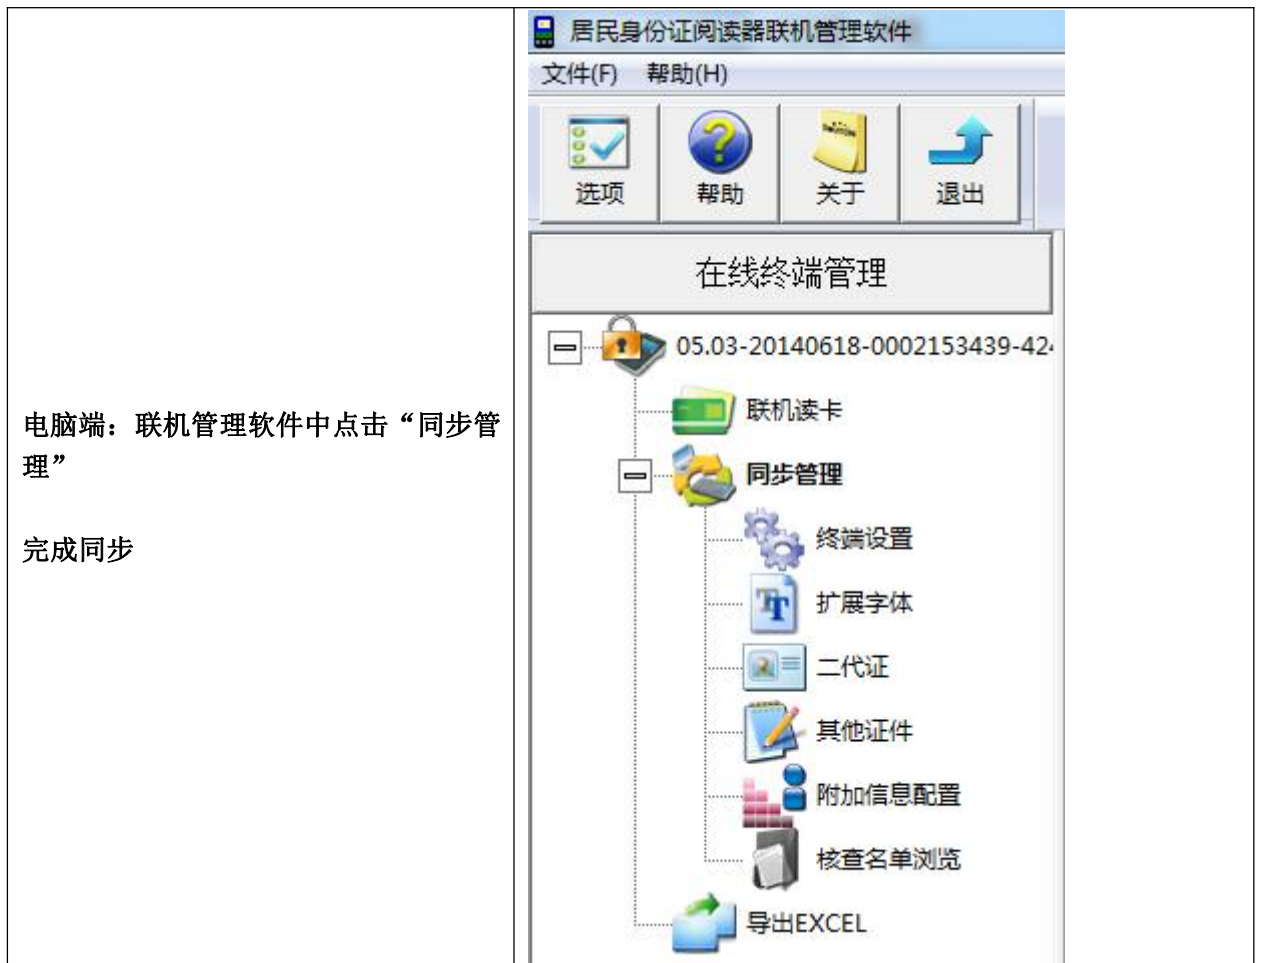 电脑端：联机管理软件中点击“同步管
理”
完成同步
居民身份证阅读器联机管理软件
文件(F) 帮助(H)
选项 帮助 关于 退出
在线终端管理
05.03-20140618-0002153439-424
联机读卡
同步管理
终端设置
扩展字体
二代证
其他证件
附加信息配置
核查名单浏览
导出EXCEL